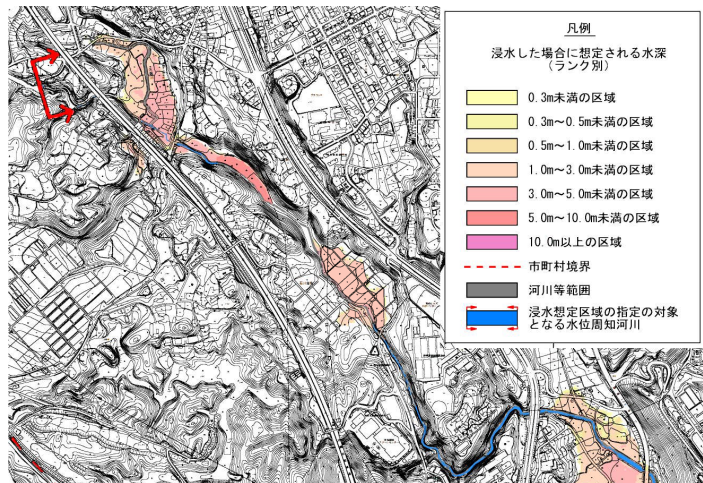 凡例
浸水した場合に想定される水深
（ランク別）
0.3m未満の区域
0.3m〜0.5m未満の区域
0.5m〜1.0m未満の区域
1.0m〜3.0m未満の区域
3.0m〜5.0m未満の区域
5.0m〜10.0m未満の区域
10.0m以上の区域
市町村境界
河川等範囲
浸水想定区域の指定の対象
となる水位周知河川